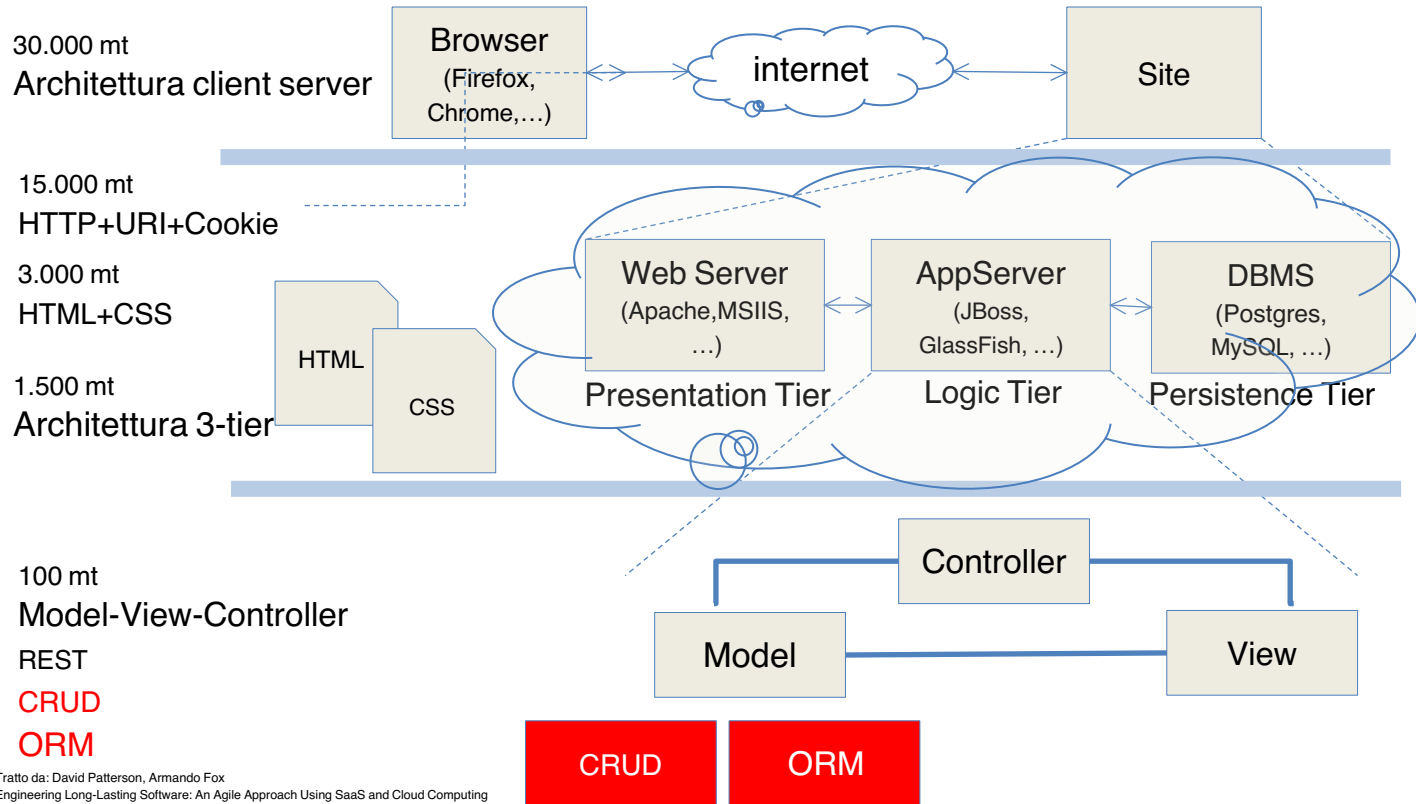 30.000 mt
Architettura client server
Browser
(Firefox,
Chrome,…)
internet
Site
15.000 mt
HTTP+URI+Cookie
3.000 mt
HTML+CSS
1.500 mt
Architettura 3-tier
HTML
CSS
Web Server
(Apache,MSIIS,
…)
Presentation Tier
AppServer
(JBoss,
GlassFish, …)
Logic Tier
DBMS
(Postgres,
MySQL, …)
Persistence Tier
100 mt
Model-View-Controller
REST
CRUD
ORM
Controller
Model
View
CRUD
ORM
Tratto da: David Patterson, Armando Fox
Engineering Long-Lasting Software: An Agile Approach Using SaaS and Cloud Computing